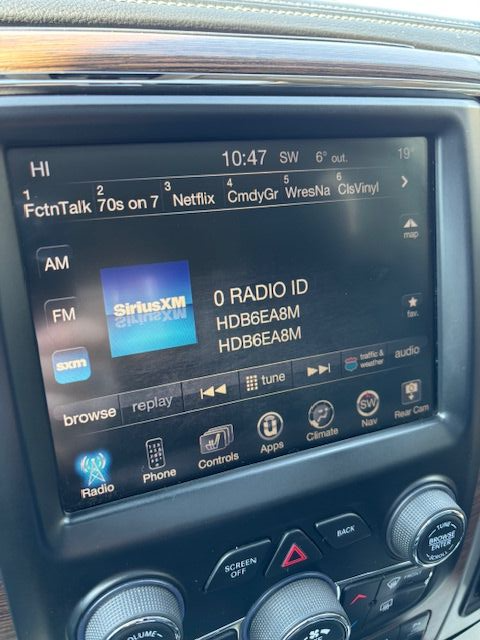 HI 10:47 SW 6° out. 19°
1 FctnTalk 2 70s on 7 3 Netflix 4 CmdyGr 5 WresNa 6 ClsVinyl
map
AM
SiriusXM
0 RADIO ID
HDB6EA8M
HDB6EA8M
FM
fav.
sxm
browse replay tune traffic & weather audio
Radio Phone Controls Apps Climate SW Nav Rear Cam
SCREEN OFF
BACK
TUNE
BROWSE
ENTER
VOLUME
FRONT